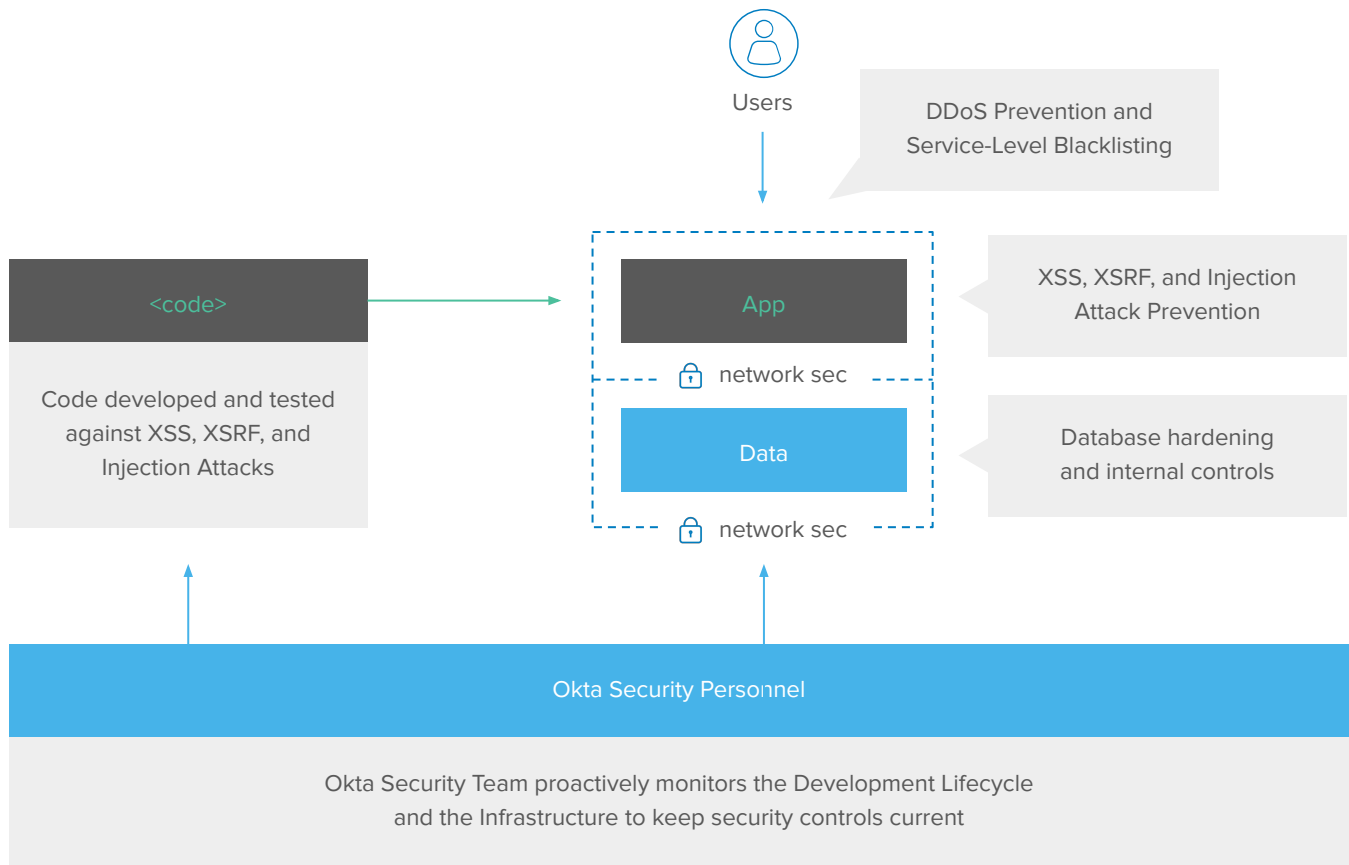 Users
DDoS Prevention and
Service-Level Blacklisting
<code>
Code developed and tested
against XSS, XSRF, and
Injection Attacks
App
network sec
Data
network sec
XSS, XSRF, and Injection
Attack Prevention
Database hardening
and internal controls
Okta Security Personnel
Okta Security Team proactively monitors the Development Lifecycle
and the Infrastructure to keep security controls current